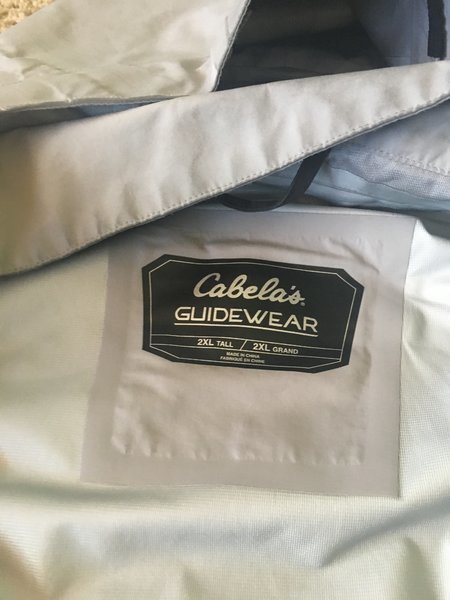 Cabela's
GUIDEWEAR
2XL TALL / 2XL GRAND
MADE IN CHINA
FABRIQUÉ EN CHINE